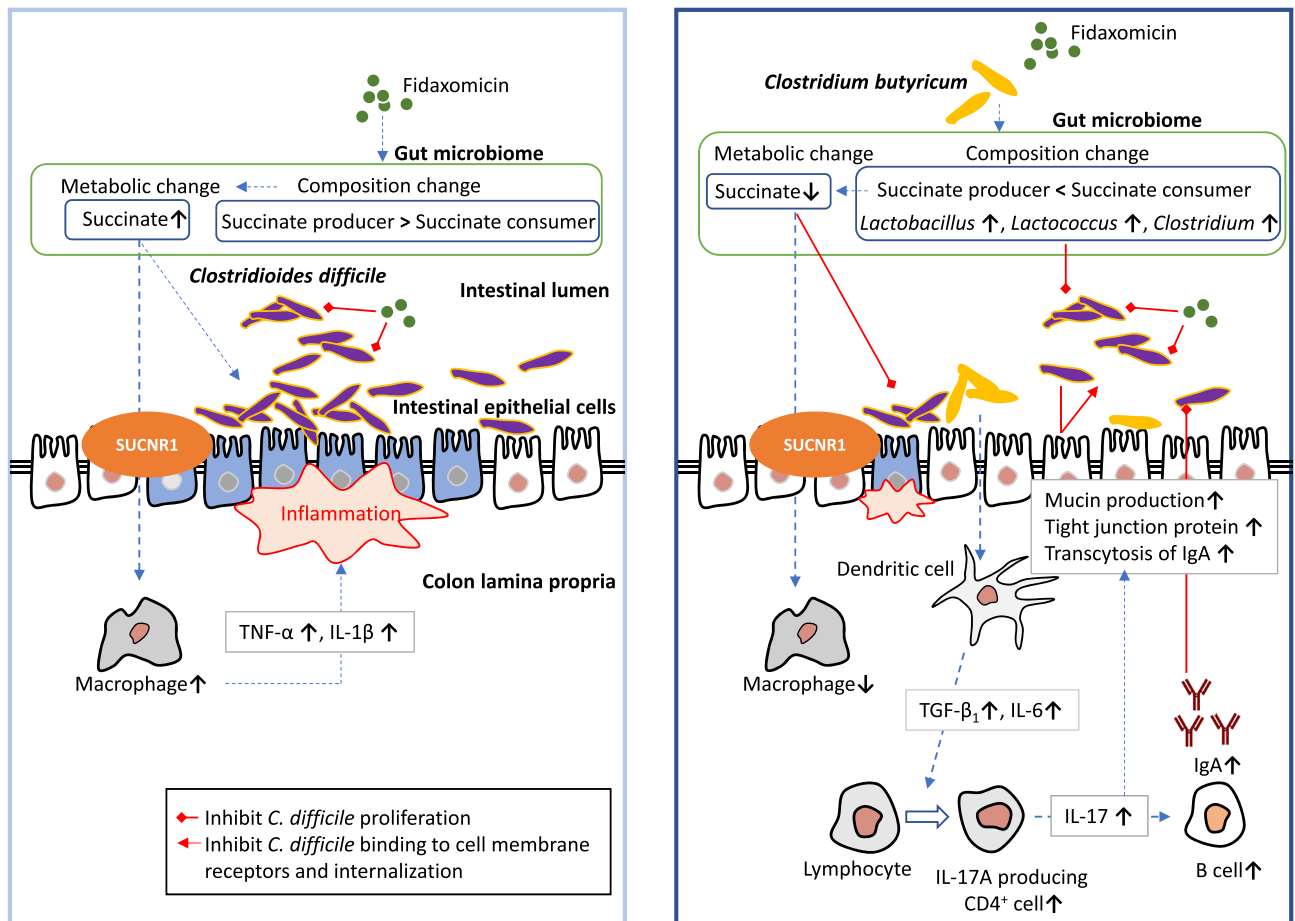 Fidaxomicin
Gut microbiome
Metabolic change
Composition change
Succinate ↑
Succinate producer > Succinate consumer
Clostridioides difficile
Intestinal lumen
Intestinal epithelial cells
SUCNR1
Inflammation
Colon lamina propria
TNF-α ↑, IL-1β ↑
Macrophage ↑
Inhibit C. difficile proliferation
Inhibit C. difficile binding to cell membrane
receptors and internalization
Fidaxomicin
Clostridium butyricum
Gut microbiome
Metabolic change
Composition change
Succinate ↓
Succinate producer < Succinate consumer
Lactobacillus ↑, Lactococcus ↑, Clostridium ↑
SUCNR1
Mucin production ↑
Tight junction protein ↑
Transcytosis of IgA ↑
Dendritic cell
Macrophage ↓
TGF-β₁ ↑, IL-6 ↑
IgA ↑
IL-17 ↑
Lymphocyte
IL-17A producing
CD4⁺ cell ↑
B cell ↑